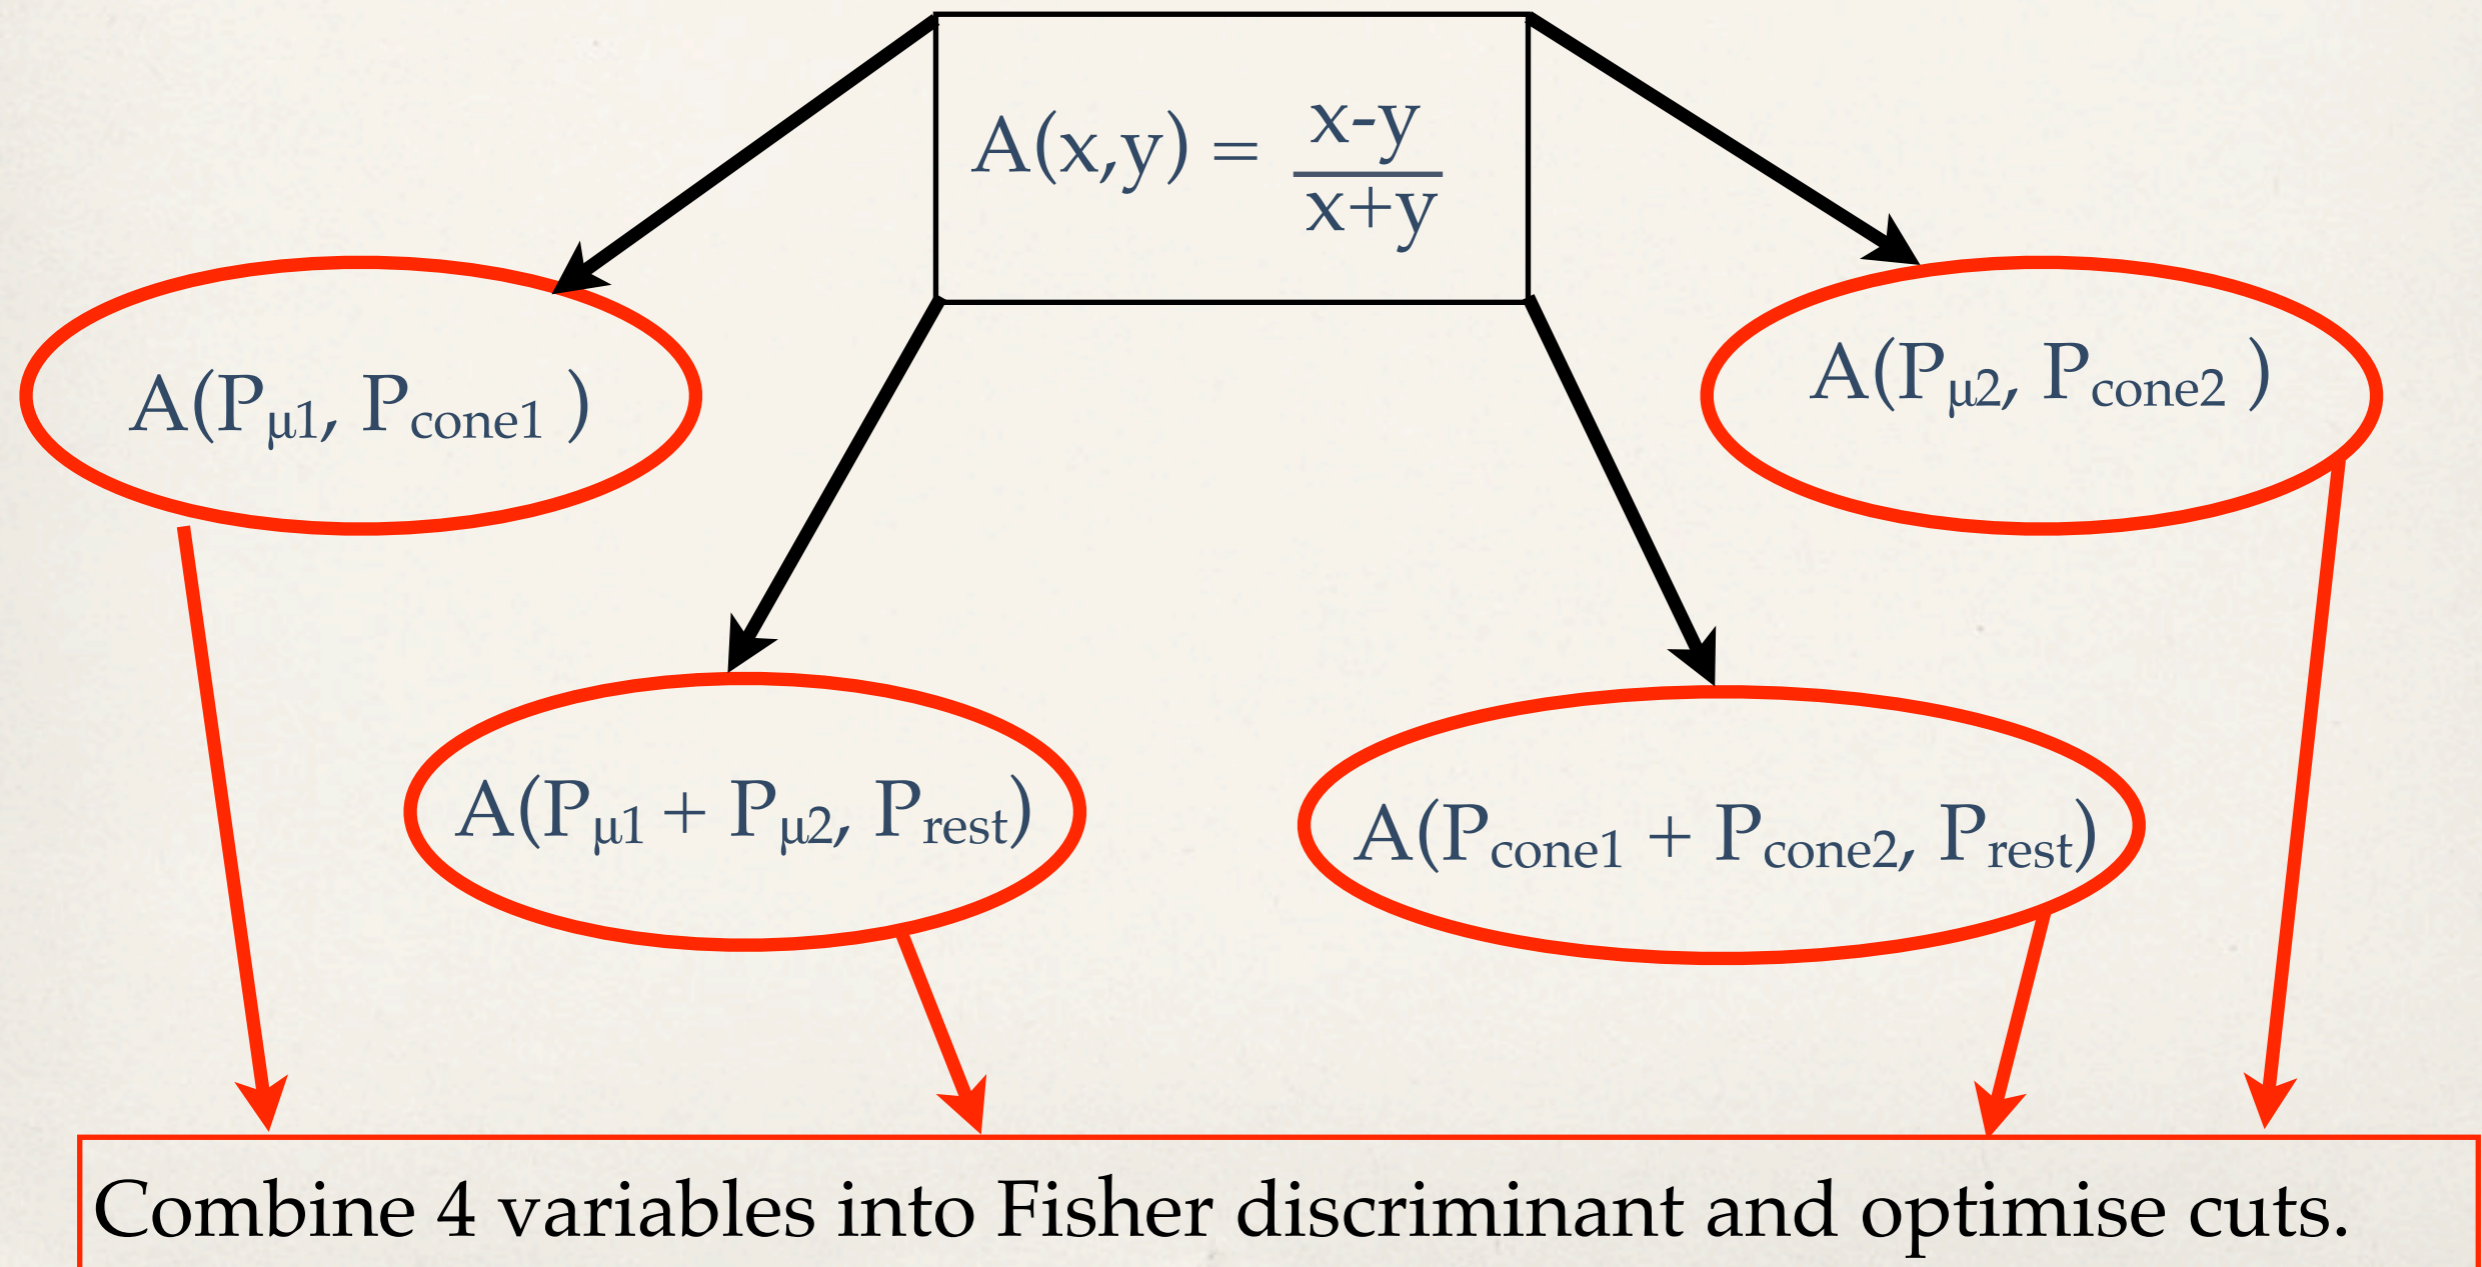 A(x,y) = x-y
x+y
A(Pμ1, Pcone1 )
A(Pμ2, Pcone2 )
A(Pμ1 + Pμ2, Prest)
A(Pcone1 + Pcone2, Prest)
Combine 4 variables into Fisher discriminant and optimise cuts.